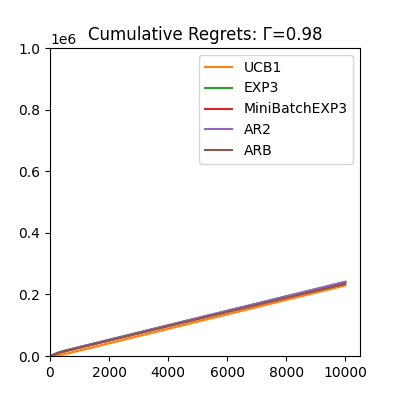 Cumulative Regrets: Γ=0.98
1e6
1.0
0.8
0.6
0.4
0.2
0.0
UCB1
EXP3
MiniBatchEXP3
AR2
ARB
0 2000 4000 6000 8000 10000